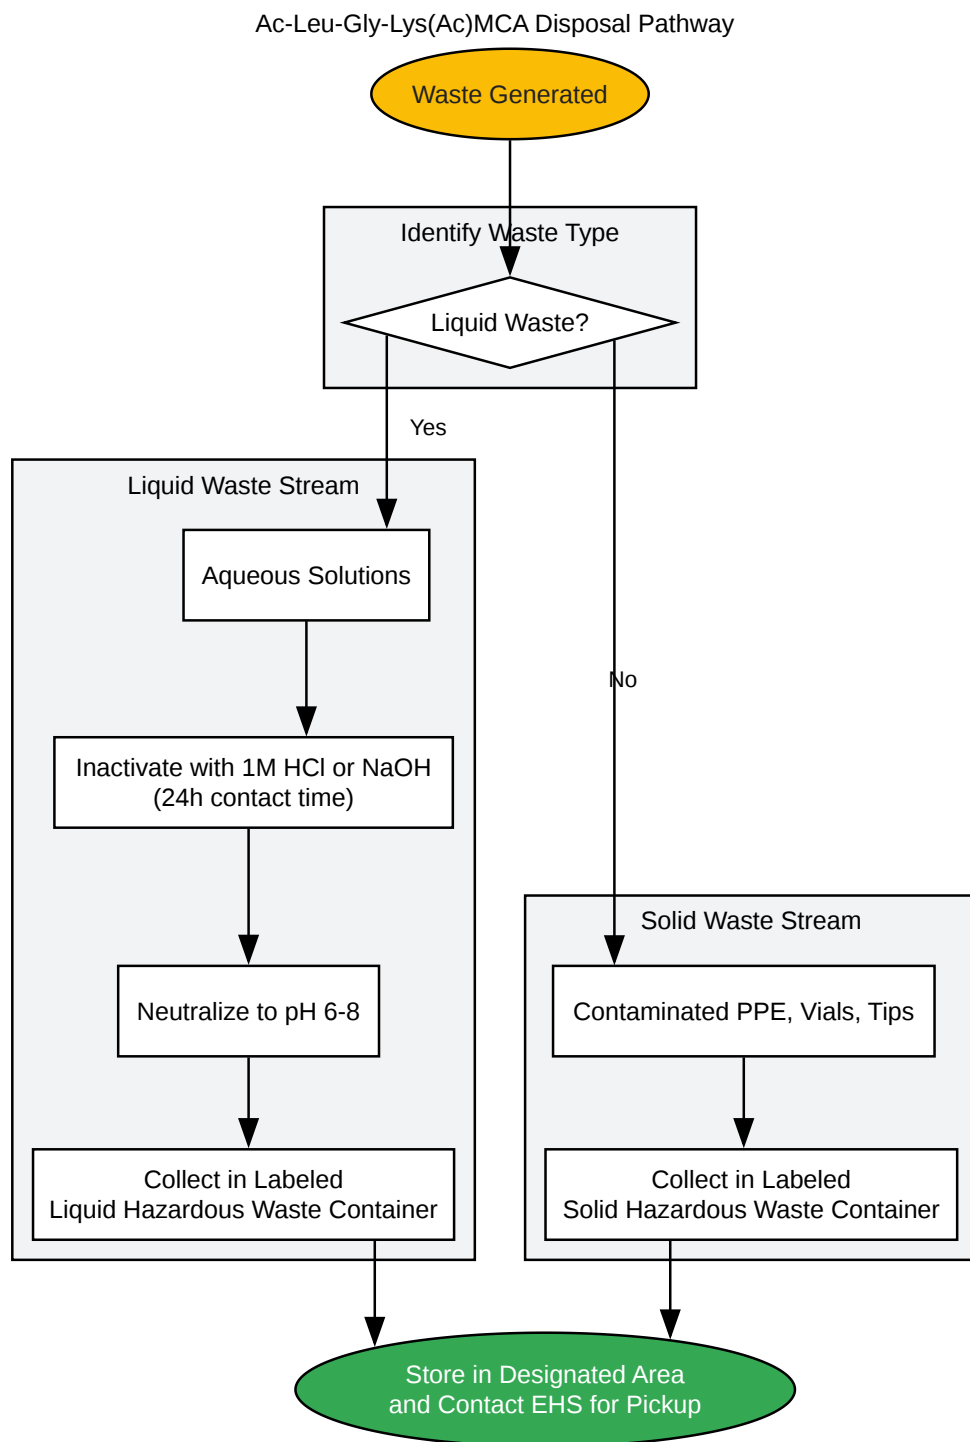 Ac-Leu-Gly-Lys(Ac)MCA Disposal Pathway
Waste Generated
Identify Waste Type
Liquid Waste?
Yes
Liquid Waste Stream
Aqueous Solutions
No
Inactivate with 1M HCl or NaOH
(24h contact time)
Solid Waste Stream
Neutralize to pH 6-8
Contaminated PPE, Vials, Tips
Collect in Labeled
Liquid Hazardous Waste Container
Collect in Labeled
Solid Hazardous Waste Container
Store in Designated Area
and Contact EHS for Pickup